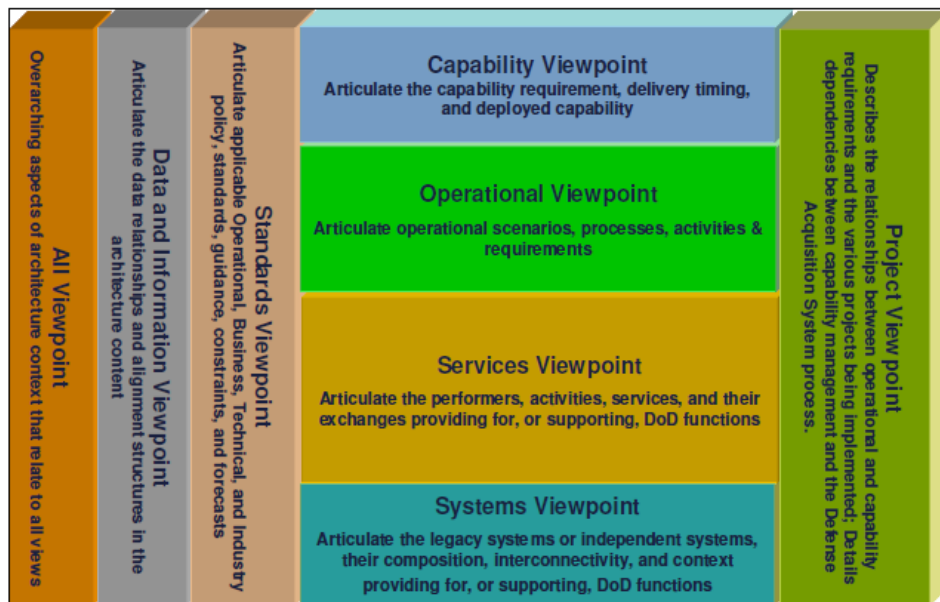 All Viewpoint
Overarching aspects of architecture context that relate to all views
Data and Information Viewpoint
Articulate the data relationships and alignment structures in the
architecture content
Standards Viewpoint
Articulate applicable Operational, Business, Technical, and Industry
policy, standards, guidance, constraints, and forecasts
Capability Viewpoint
Articulate the capability requirement, delivery timing,
and deployed capability
Operational Viewpoint
Articulate operational scenarios, processes, activities &
requirements
Services Viewpoint
Articulate the performers, activities, services, and their
exchanges providing for, or supporting, DoD functions
Systems Viewpoint
Articulate the legacy systems or independent systems,
their composition, interconnectivity, and context
providing for, or supporting, DoD functions
Project Viewpoint
Describes the relationships between operational and capability
requirements and the various projects being implemented; Details
dependencies between capability management and the Defense
Acquisition System process.